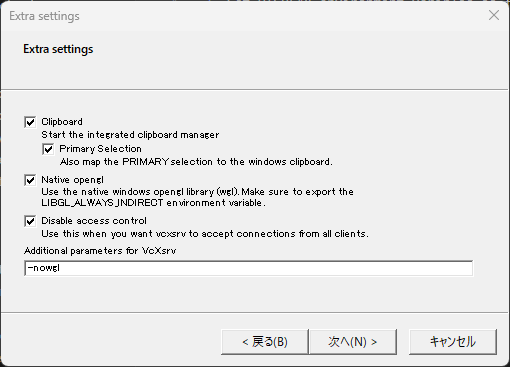 Extra settings
Extra settings
Clipboard
Start the integrated clipboard manager
Primary Selection
Also map the PRIMARY selection to the windows clipboard.
Native opengl
Use the native windows opengl library (wgl). Make sure to export the
LIBGL_ALWAYS_INDIRECT environment variable.
Disable access control
Use this when you want vcxsrv to accept connections from all clients.
Additional parameters for VcXsrv
-nowgl
< 戻る(B) 次へ(N) > キャンセル